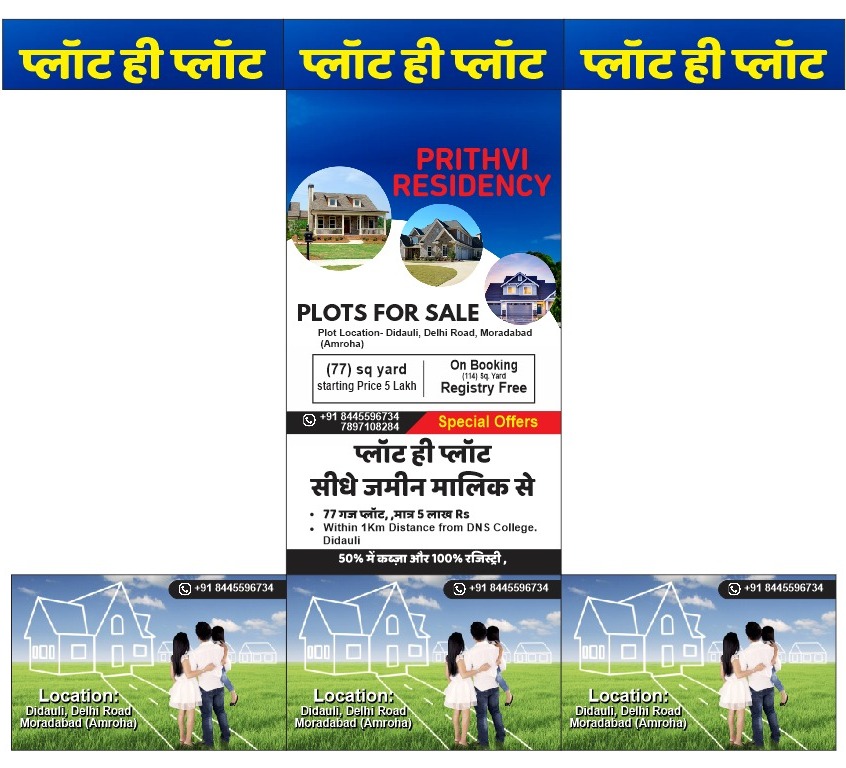 प्लॉट ही प्लॉट
प्लॉट ही प्लॉट
प्लॉट ही प्लॉट
PRITHVI
RESIDENCY
PLOTS FOR SALE
Plot Location- Didauli, Delhi Road, Moradabad
(Amroha)
(77) sq yard
starting Price 5 Lakh
On Booking
(114) Sq. Yard
Registry Free
+91 8445596734
7897108284
Special Offers
प्लॉट ही प्लॉट
सीधे जमीन मालिक से
• 77 गज प्लॉट, ,मात्र 5 लाख Rs
• Within 1Km Distance from DNS College.
Didauli
50% में कब्ज़ा और 100% रजिस्ट्री ,
+91 8445596734
Location:
Didauli, Delhi Road
Moradabad (Amroha)
+91 8445596734
Location:
Didauli, Delhi Road
Moradabad (Amroha)
+91 8445596734
Location:
Didauli, Delhi Road
Moradabad (Amroha)